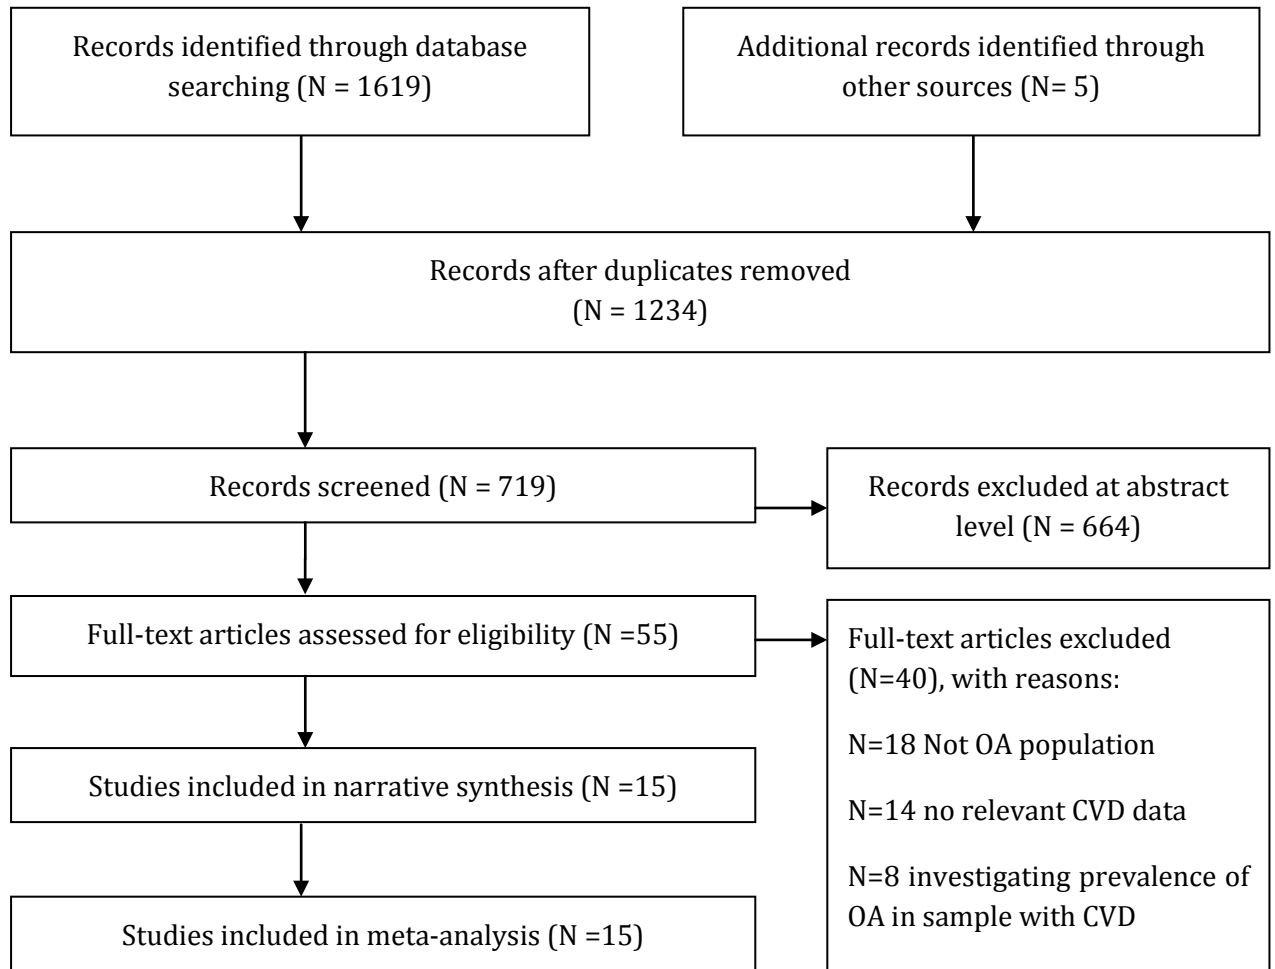 Records identified through database
searching (N = 1619)
Additional records identified through
other sources (N= 5)
Records after duplicates removed
(N = 1234)
Records screened (N = 719)
Records excluded at abstract
level (N = 664)
Full-text articles assessed for eligibility (N =55)
Full-text articles excluded
(N=40), with reasons:
N=18 Not OA population
N=14 no relevant CVD data
N=8 investigating prevalence of
OA in sample with CVD
Studies included in narrative synthesis (N =15)
Studies included in meta-analysis (N =15)